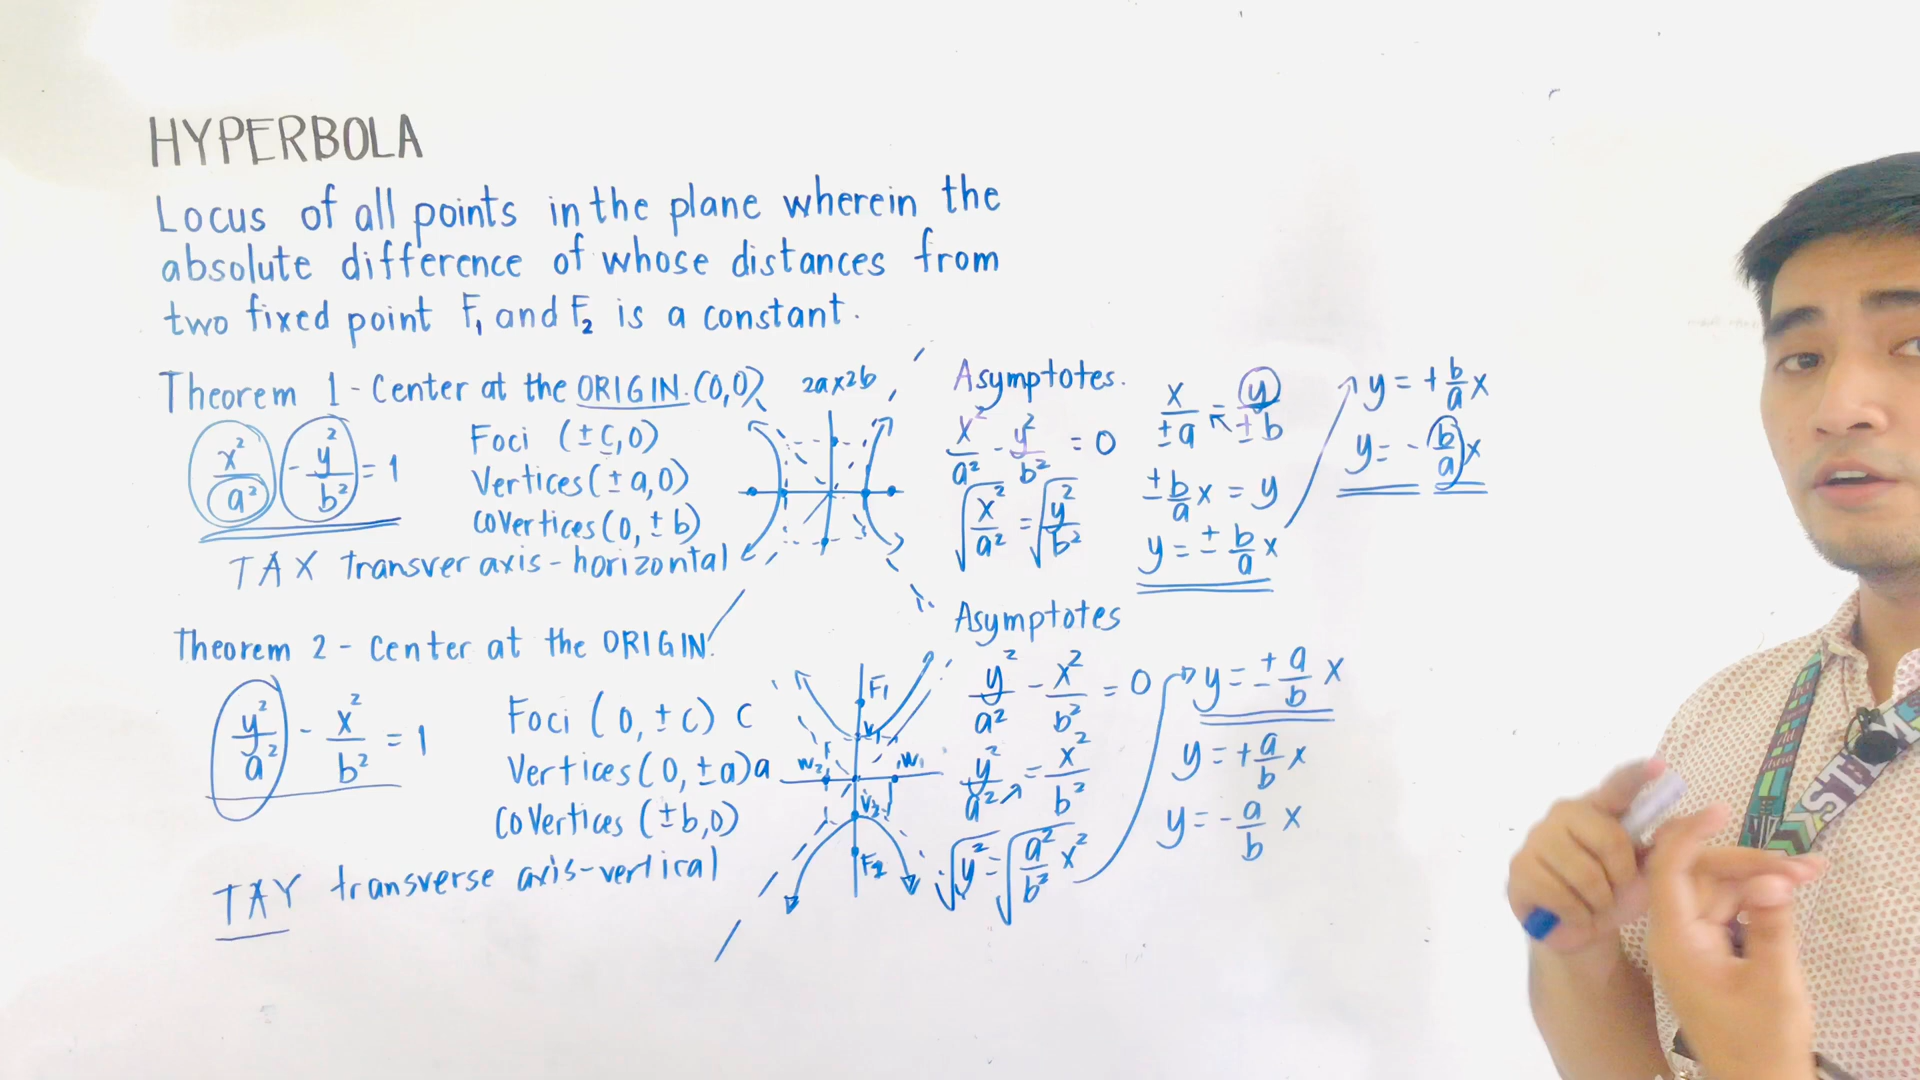 HYPERBOLA
Locus of all points in the plane wherein the
absolute difference of whose distances from
two fixed point F₁ and F₂ is a constant.
Theorem 1 - Center at the ORIGIN. (0,0)
2a x 2b
x²/a² - y²/b² = 1
Foci (±c,0)
Vertices (±a,0)
covertices (0,±b)
TAX transver axis - horizontal
Asymptotes.
x²/a² - y²/b² = 0
√x²/a² = √y²/b²
x/±a = y/±b
±b/a x = y
y = ± b/a x
y = + b/a x
y = - b/a x
Theorem 2 - Center at the ORIGIN.
y²/a² - x²/b² = 1
Foci (0,±c) c
Vertices (0,±a) a
Covertices (±b,0)
TAY transverse axis - vertical
F₁
V₁
W₂ W₁
V₂
F₂
Asymptotes
y²/a² - x²/b² = 0
y²/a² = x²/b²
√y² = √a²/b² x²
y = ± a/b x
y = + a/b x
y = - a/b x
STEM